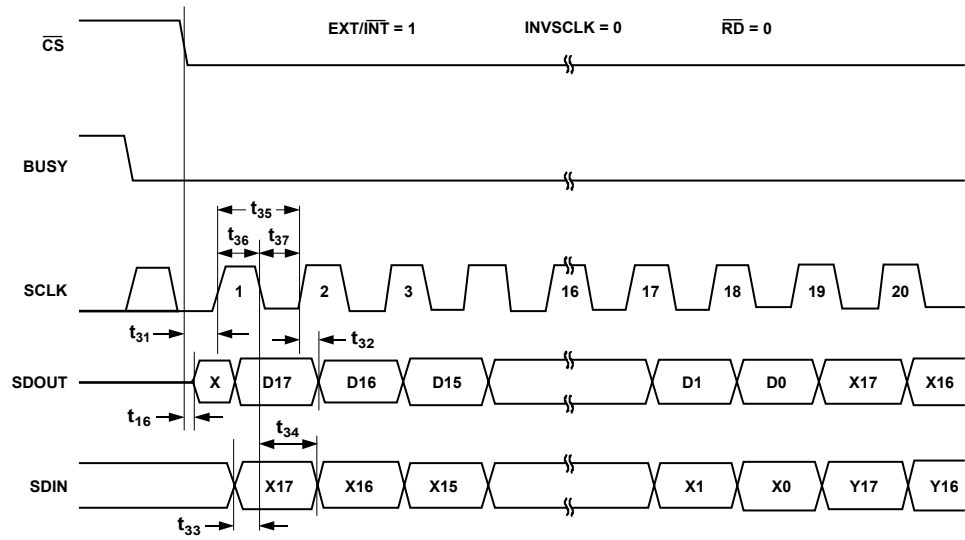 EXT/INT = 1 INVSCLK = 0 RD = 0
CS
BUSY
t35
t36 t37
SCLK 1 2 3 16 17 18 19 20
t31 t32
SDOUT X D17 D16 D15 D1 D0 X17 X16
t16 t34
SDIN X17 X16 X15 X1 X0 Y17 Y16
t33